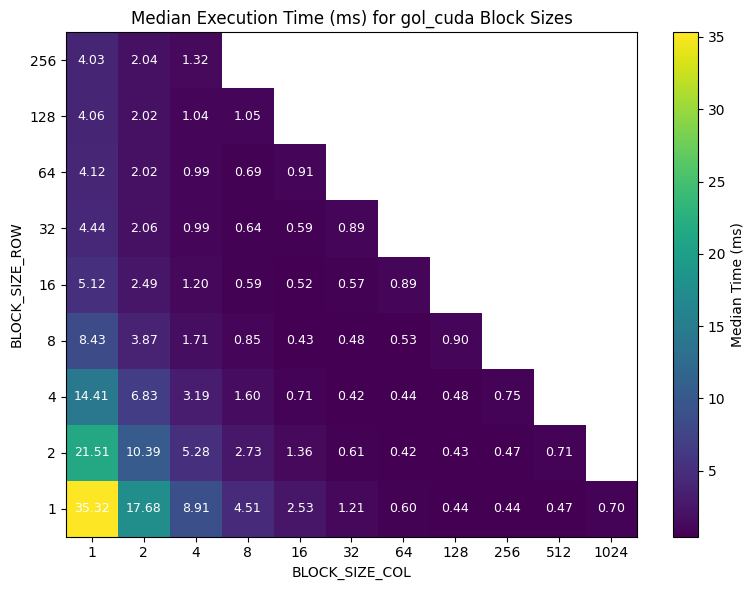 Median Execution Time (ms) for gol_cuda Block Sizes
BLOCK_SIZE_ROW
256 4.03 2.04 1.32
128 4.06 2.02 1.04 1.05
64 4.12 2.02 0.99 0.69 0.91
32 4.44 2.06 0.99 0.64 0.59 0.89
16 5.12 2.49 1.20 0.59 0.52 0.57 0.89
8 8.43 3.87 1.71 0.85 0.43 0.48 0.53 0.90
4 14.41 6.83 3.19 1.60 0.71 0.42 0.44 0.48 0.75
2 21.51 10.39 5.28 2.73 1.36 0.61 0.42 0.43 0.47 0.71
1 35.32 17.68 8.91 4.51 2.53 1.21 0.60 0.44 0.44 0.47 0.70
1 2 4 8 16 32 64 128 256 512 1024
BLOCK_SIZE_COL
35
30
25
20
15
10
5
Median Time (ms)